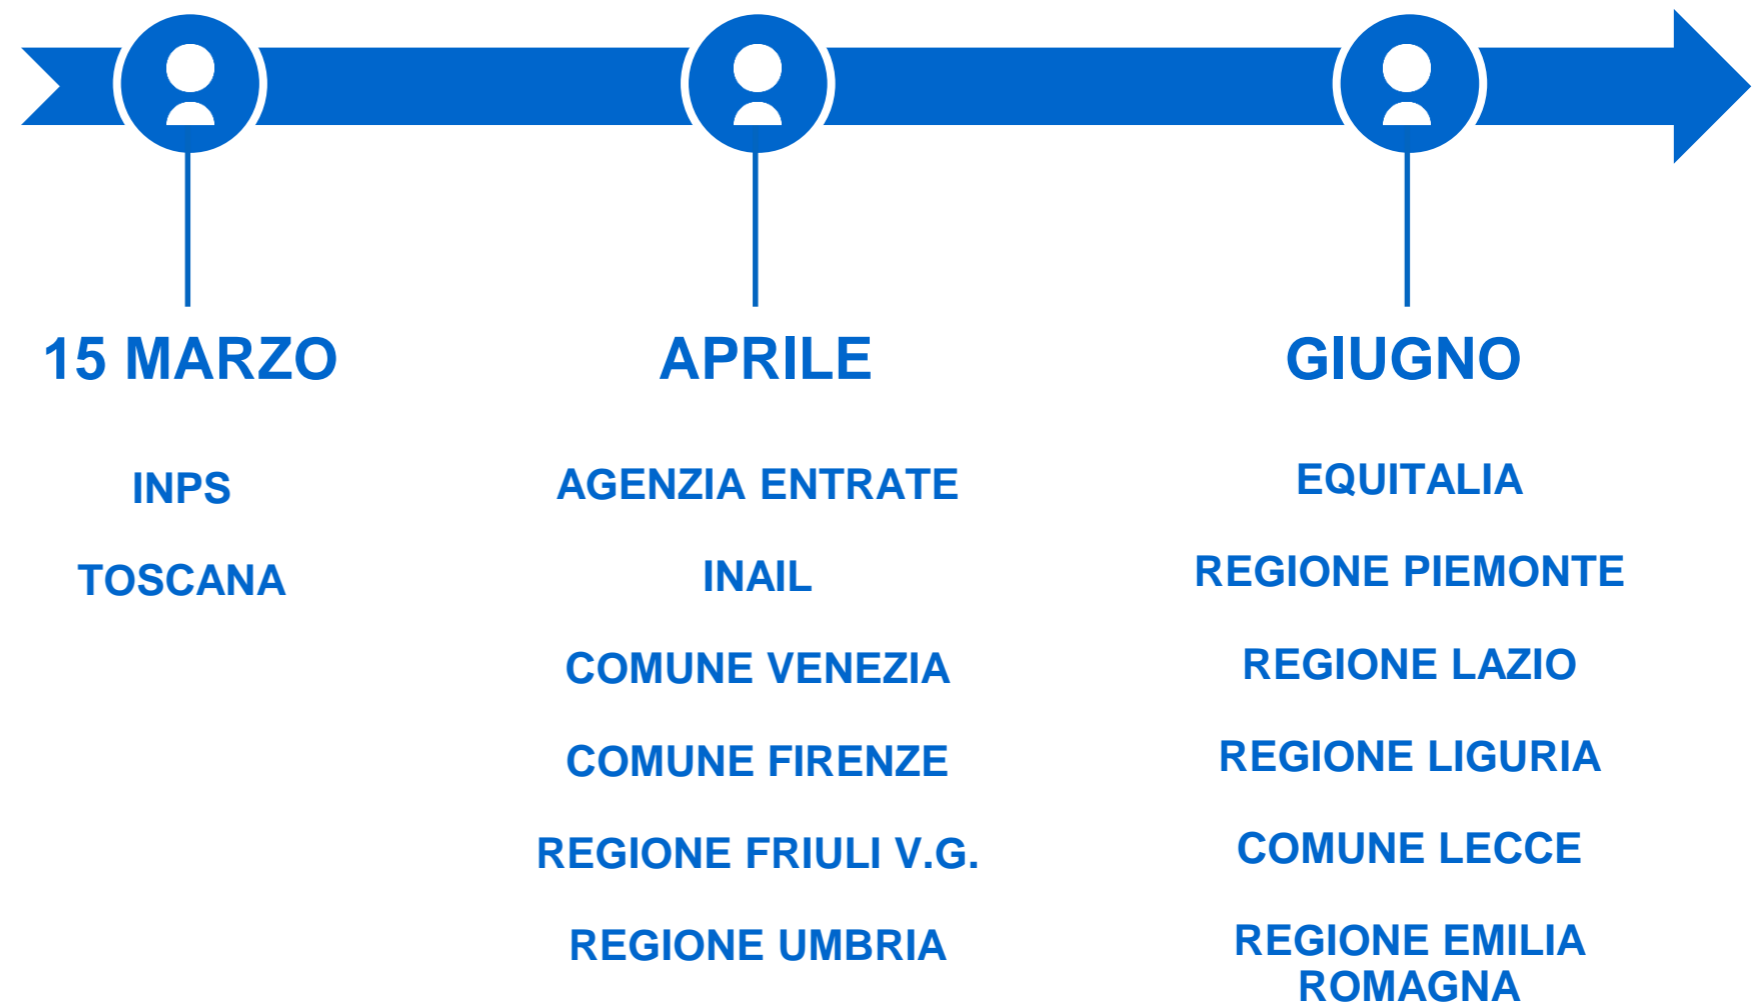 15 MARZO
INPS
TOSCANA
APRILE
AGENZIA ENTRATE
INAIL
COMUNE VENEZIA
COMUNE FIRENZE
REGIONE FRIULI V.G.
REGIONE UMBRIA
GIUGNO
EQUITALIA
REGIONE PIEMONTE
REGIONE LAZIO
REGIONE LIGURIA
COMUNE LECCE
REGIONE EMILIA
ROMAGNA